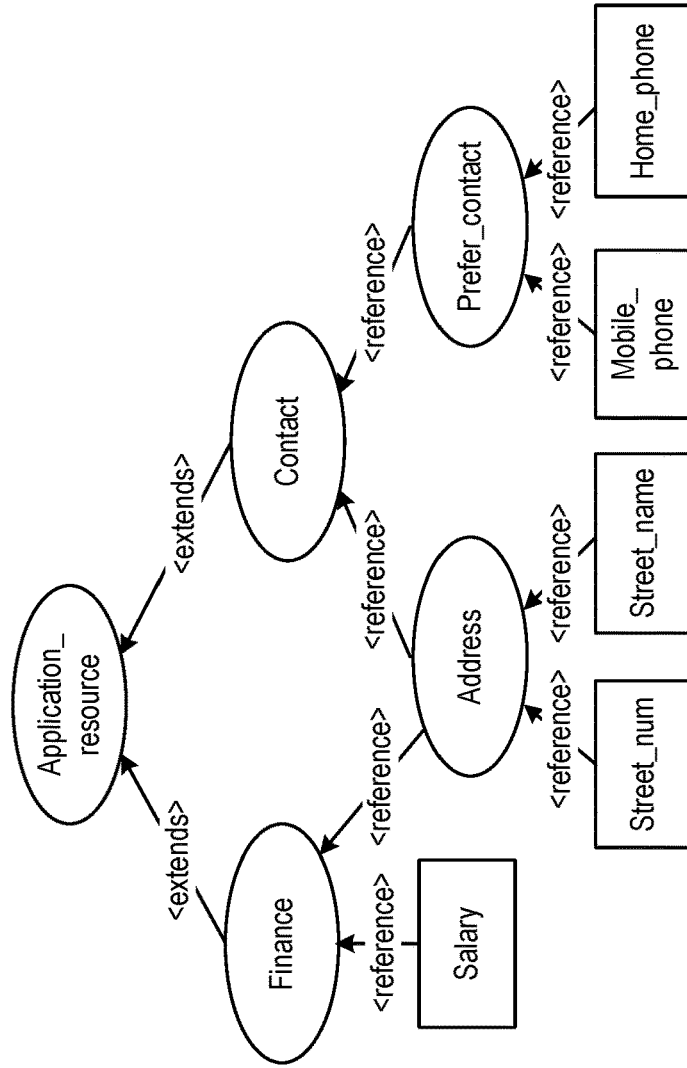 Application_
resource
<extends>
<extends>
Finance
Contact
<reference>
<reference>
<reference>
<reference>
Salary
Address
Prefer_contact
<reference>
<reference>
<reference>
<reference>
Street_num
Street_name
Mobile_
phone
Home_phone